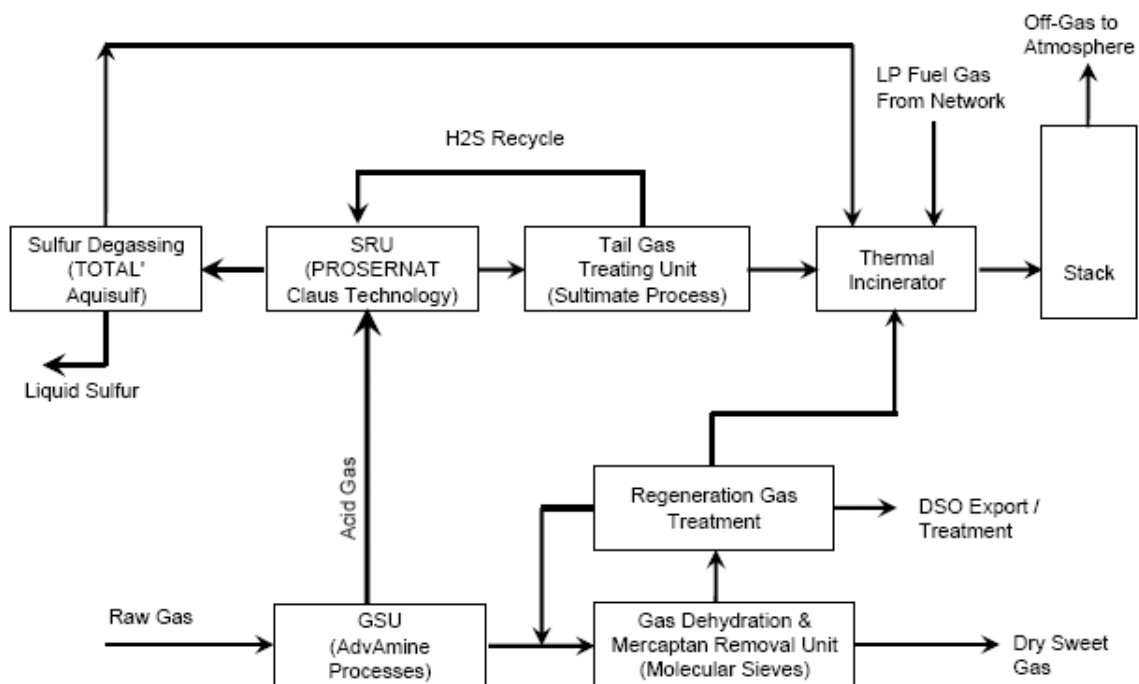 Off-Gas to
Atmosphere
LP Fuel Gas
From Network
H2S Recycle
Sulfur Degassing
(TOTAL'
Aquisulf)
SRU
(PROSERNAT
Claus Technology)
Tail Gas
Treating Unit
(Sultimate Process)
Thermal
Incinerator
Stack
Liquid Sulfur
Acid Gas
Regeneration Gas
Treatment
DSO Export /
Treatment
Raw Gas
GSU
(AdvAmine
Processes)
Gas Dehydration &
Mercaptan Removal Unit
(Molecular Sieves)
Dry Sweet
Gas